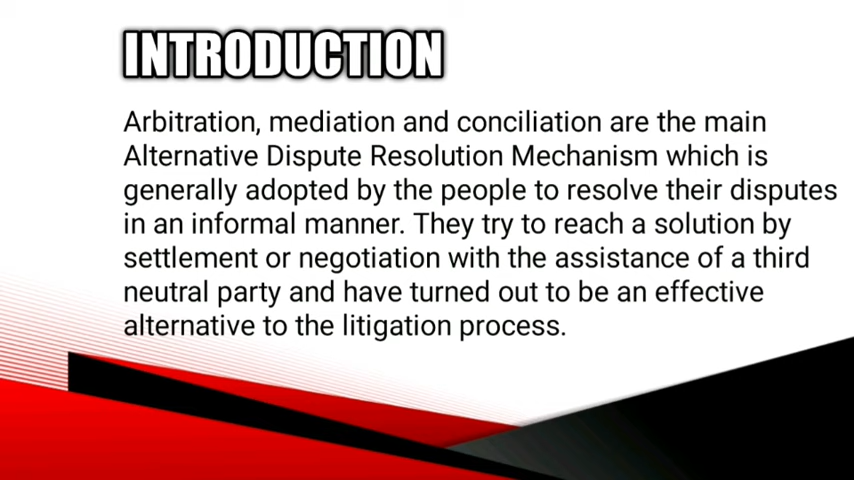 INTRODUCTION
Arbitration, mediation and conciliation are the main
Alternative Dispute Resolution Mechanism which is
generally adopted by the people to resolve their disputes
in an informal manner. They try to reach a solution by
settlement or negotiation with the assistance of a third
neutral party and have turned out to be an effective
alternative to the litigation process.